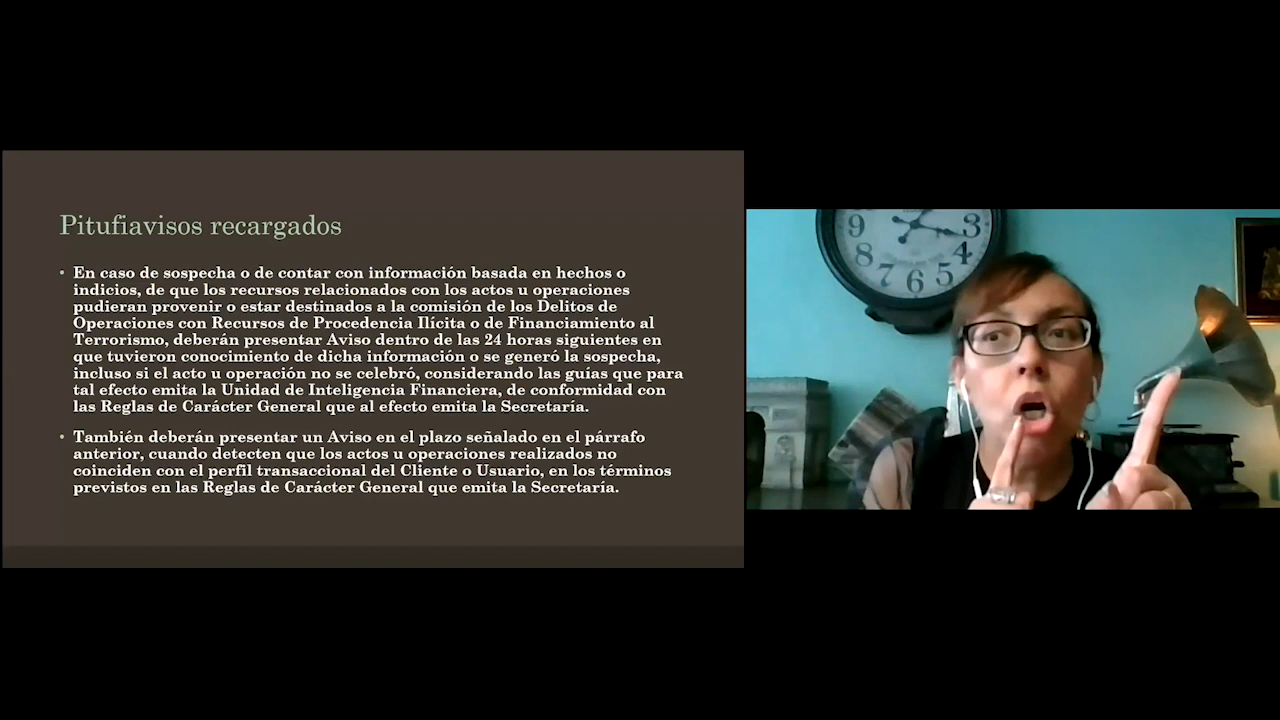 Pitufiavisos recargados
• En caso de sospecha o de contar con información basada en hechos o
indicios, de que los recursos relacionados con los actos u operaciones
pudieran provenir o estar destinados a la comisión de los Delitos de
Operaciones con Recursos de Procedencia Ilícita o de Financiamiento al
Terrorismo, deberán presentar Aviso dentro de las 24 horas siguientes en
que tuvieron conocimiento de dicha información o se generó la sospecha,
incluso si el acto u operación no se celebró, considerando las guías que para
tal efecto emita la Unidad de Inteligencia Financiera, de conformidad con
las Reglas de Carácter General que al efecto emita la Secretaría.
• También deberán presentar un Aviso en el plazo señalado en el párrafo
anterior, cuando detecten que los actos u operaciones realizados no
coinciden con el perfil transaccional del Cliente o Usuario, en los términos
previstos en las Reglas de Carácter General que emita la Secretaría.
9 3
8 4
7 6 5